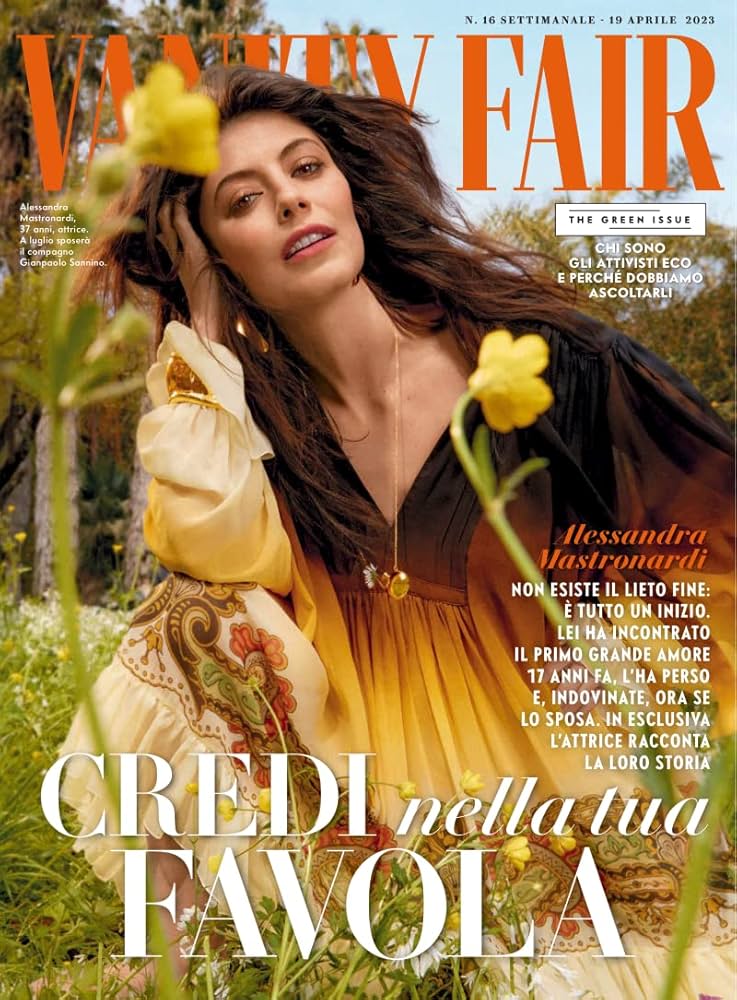 N. 16 SETTIMANALE - 19 APRILE 2023
VANITY FAIR
Alessandra
Mastronardi,
37 anni, attrice.
A luglio sposerà
il compagno
Gianpaolo Sannino.
THE GREEN ISSUE
CHI SONO
GLI ATTIVISTI ECO
E PERCHÉ DOBBIAMO
ASCOLTARLI
Alessandra
Mastronardi
NON ESISTE IL LIETO FINE:
È TUTTO UN INIZIO.
LEI HA INCONTRATO
IL PRIMO GRANDE AMORE
17 ANNI FA, L'HA PERSO
E, INDOVINATE, ORA SE
LO SPOSA. IN ESCLUSIVA
L'ATTRICE RACCONTA
LA LORO STORIA
CREDI nella tua
FAVOLA